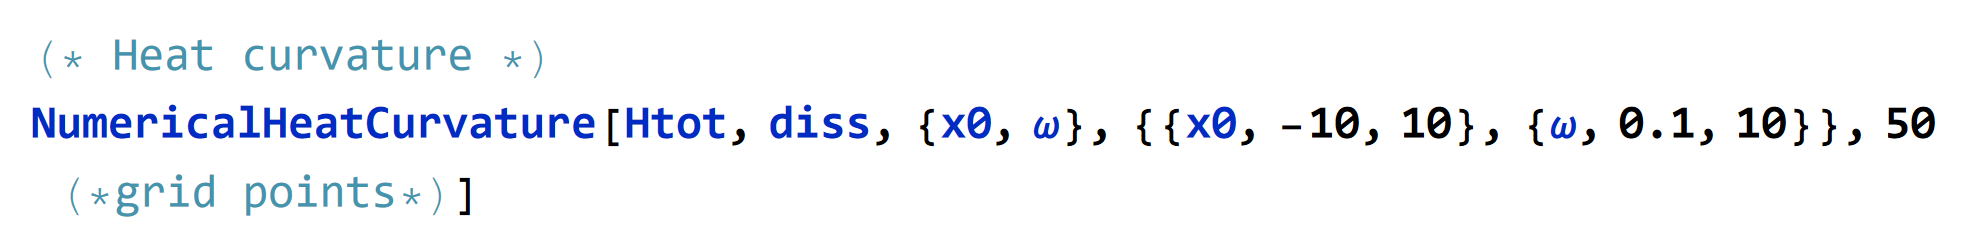 (* Heat curvature *)
NumericalHeatCurvature[Htot, diss, {x0, ω}, {{x0, -10, 10}, {ω, 0.1, 10}}, 50
(*grid points*)]